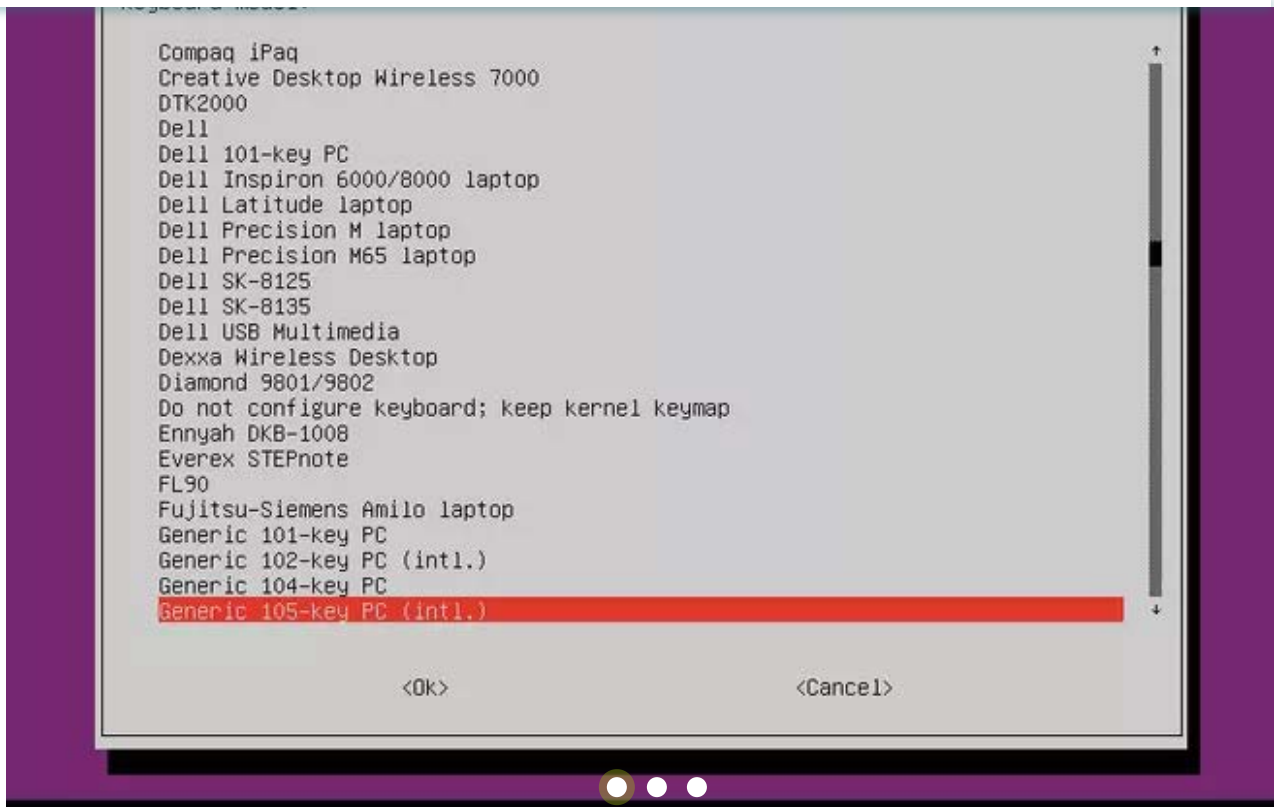 Compaq iPaq
Creative Desktop Wireless 7000
DTK2000
Dell
Dell 101-key PC
Dell Inspiron 6000/8000 laptop
Dell Latitude laptop
Dell Precision M laptop
Dell Precision M65 laptop
Dell SK-8125
Dell SK-8135
Dell USB Multimedia
Dexxa Wireless Desktop
Diamond 9801/9802
Do not configure keyboard; keep kernel keymap
Ennyah DKB-1008
Everex STEPnote
FL90
Fujitsu-Siemens Amilo laptop
Generic 101-key PC
Generic 102-key PC (intl.)
Generic 104-key PC
Generic 105-key PC (intl.)
<Ok> <Cancel>